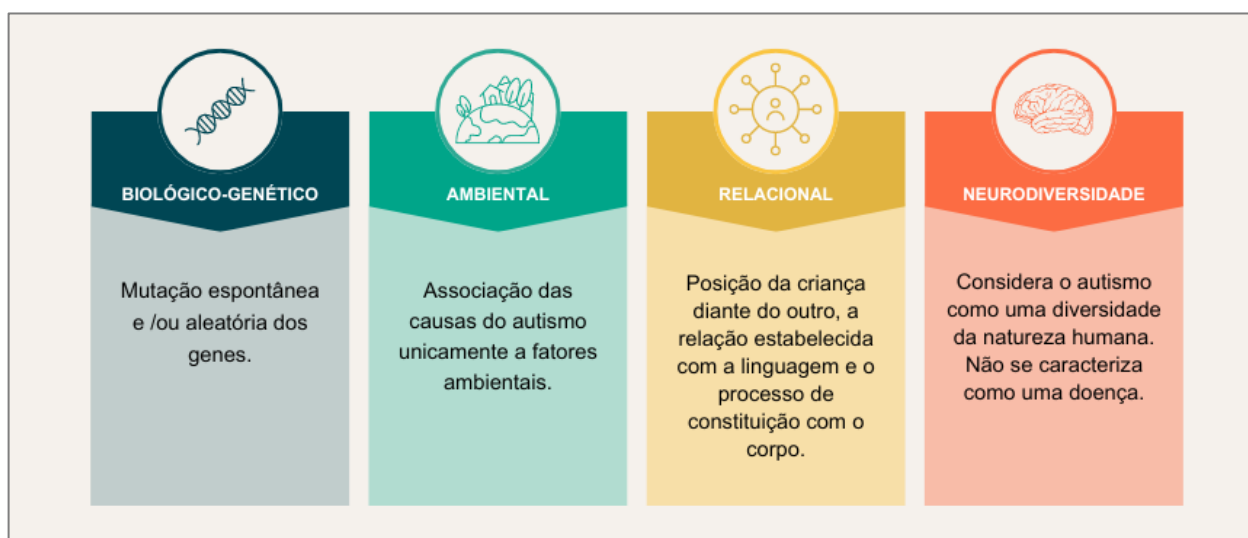 BIOLÓGICO-GENÉTICO
Mutação espontânea
e /ou aleatória dos
genes.
AMBIENTAL
Associação das
causas do autismo
unicamente a fatores
ambientais.
RELACIONAL
Posição da criança
diante do outro, a
relação estabelecida
com a linguagem e o
processo de
constituição com o
corpo.
NEURODIVERSIDADE
Considera o autismo
como uma diversidade
da natureza humana.
Não se caracteriza
como uma doença.